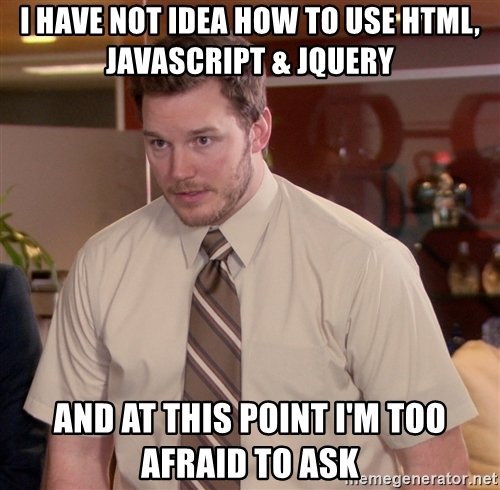 I HAVE NOT IDEA HOW TO USE HTML,
JAVASCRIPT & JQUERY
AND AT THIS POINT I'M TOO
AFRAID TO ASK
memegenerator.net